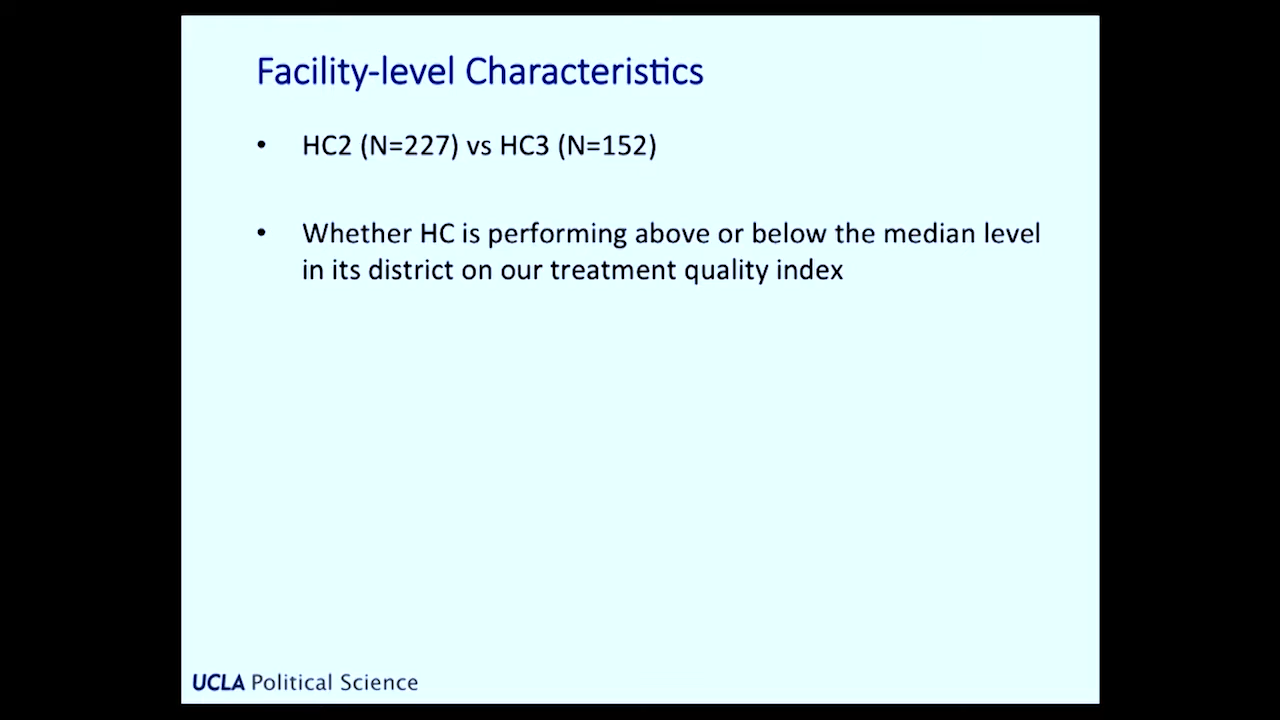 Facility-level Characteristics
• HC2 (N=227) vs HC3 (N=152)
• Whether HC is performing above or below the median level
in its district on our treatment quality index
UCLA Political Science